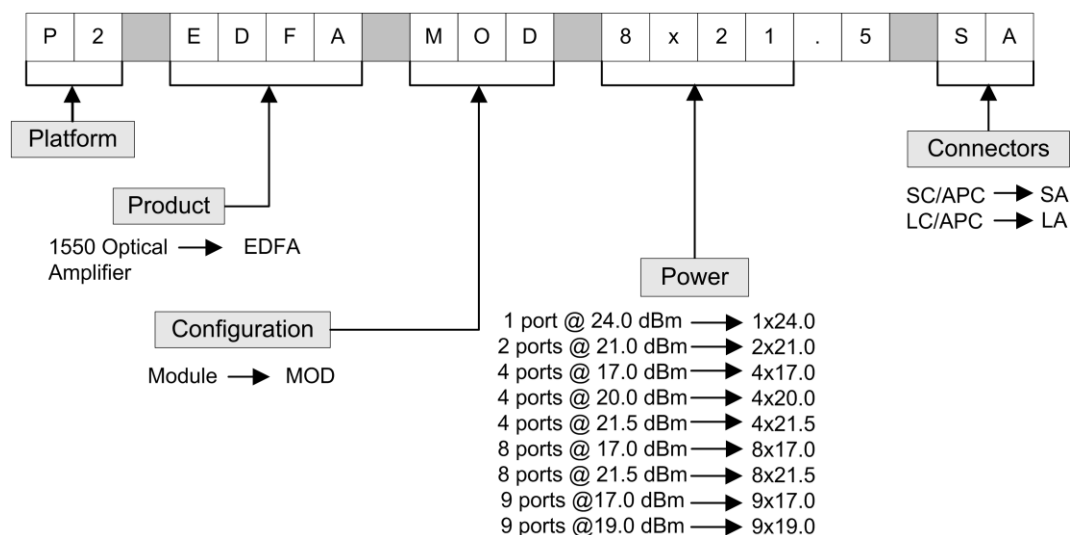 P 2 E D F A M O D 8 x 2 1 . 5 S A
Platform
Connectors
SC/APC SA
LC/APC LA
Product
1550 Optical EDFA
Amplifier
Power
Configuration
Module MOD
1 port @ 24.0 dBm 1x24.0
2 ports @ 21.0 dBm 2x21.0
4 ports @ 17.0 dBm 4x17.0
4 ports @ 20.0 dBm 4x20.0
4 ports @ 21.5 dBm 4x21.5
8 ports @ 17.0 dBm 8x17.0
8 ports @ 21.5 dBm 8x21.5
9 ports @17.0 dBm 9x17.0
9 ports @19.0 dBm 9x19.0